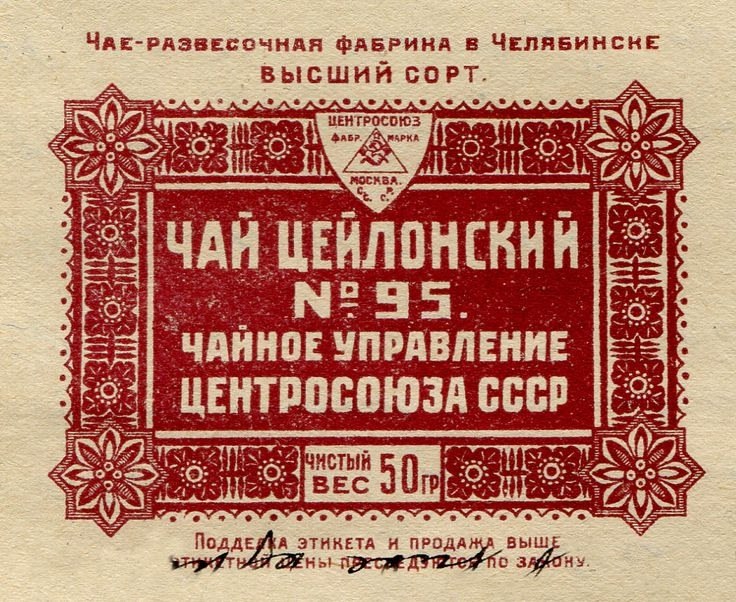 Чае-развесочная фабрика в Челябинске
ВЫСШИЙ СОРТ.
ЦЕНТРОСОЮЗ
ФАБР. МАРКА
МОСКВА.
ЧАЙ ЦЕЙЛОНСКИЙ
№ 95.
ЧАЙНОЕ УПРАВЛЕНИЕ
ЦЕНТРОСОЮЗА СССР
ЧИСТЫЙ ВЕС 50 ГР
Подделка этикета и продажа выше
этикетной цены преследуются по закону.